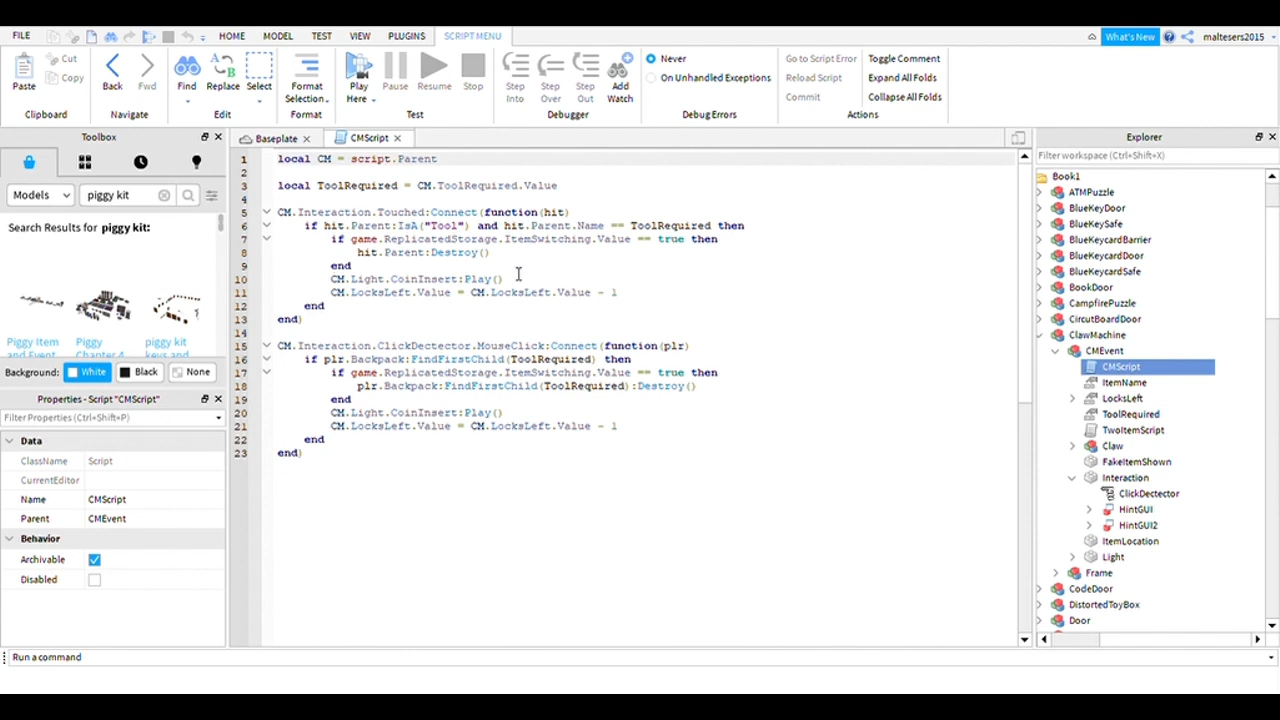 FILE HOME MODEL TEST VIEW PLUGINS SCRIPT MENU What's New maltesers2015
Paste Cut Copy Back Fwd Find Replace Select Format Selection Play Here Pause Resume Stop Step Into Step Over Step Out Add Watch Never On Unhandled Exceptions Go to Script Error Reload Script Commit Toggle Comment Expand All Folds Collapse All Folds
Clipboard Navigate Edit Format Test Debugger Debug Errors Actions
Toolbox
Models piggy kit
Search Results for piggy kit:
Piggy Item and Event
Piggy Chapter 4
piggy kit keys and
Background: White Black None
Properties - Script "CMScript"
Filter Properties (Ctrl+Shift+P)
Data
ClassName Script
CurrentEditor
Name CMScript
Parent CMEvent
Behavior
Archivable
Disabled
Baseplate CMScript
1 local CM = script.Parent
2
3 local ToolRequired = CM.ToolRequired.Value
4
5 CM.Interaction.Touched:Connect(function(hit)
6 if hit.Parent:IsA("Tool") and hit.Parent.Name == ToolRequired then
7 if game.ReplicatedStorage.ItemSwitching.Value == true then
8 hit.Parent:Destroy()
9 end
10 CM.Light.CoinInsert:Play()
11 CM.LocksLeft.Value = CM.LocksLeft.Value - 1
12 end
13 end)
14
15 CM.Interaction.ClickDectector.MouseClick:Connect(function(plr)
16 if plr.Backpack:FindFirstChild(ToolRequired) then
17 if game.ReplicatedStorage.ItemSwitching.Value == true then
18 plr.Backpack:FindFirstChild(ToolRequired):Destroy()
19 end
20 CM.Light.CoinInsert:Play()
21 CM.LocksLeft.Value = CM.LocksLeft.Value - 1
22 end
23 end)
Explorer
Filter workspace (Ctrl+Shift+X)
Book1
ATMPuzzle
BlueKeyDoor
BlueKeySafe
BlueKeycardBarrier
BlueKeycardDoor
BlueKeycardSafe
BookDoor
CampfirePuzzle
CircutBoardDoor
ClawMachine
CMEvent
CMScript
ItemName
LocksLeft
ToolRequired
TwoItemScript
Claw
FakeItemShown
Interaction
ClickDectector
HintGUI
HintGUI2
ItemLocation
Light
Frame
CodeDoor
DistortedToyBox
Door
Run a command